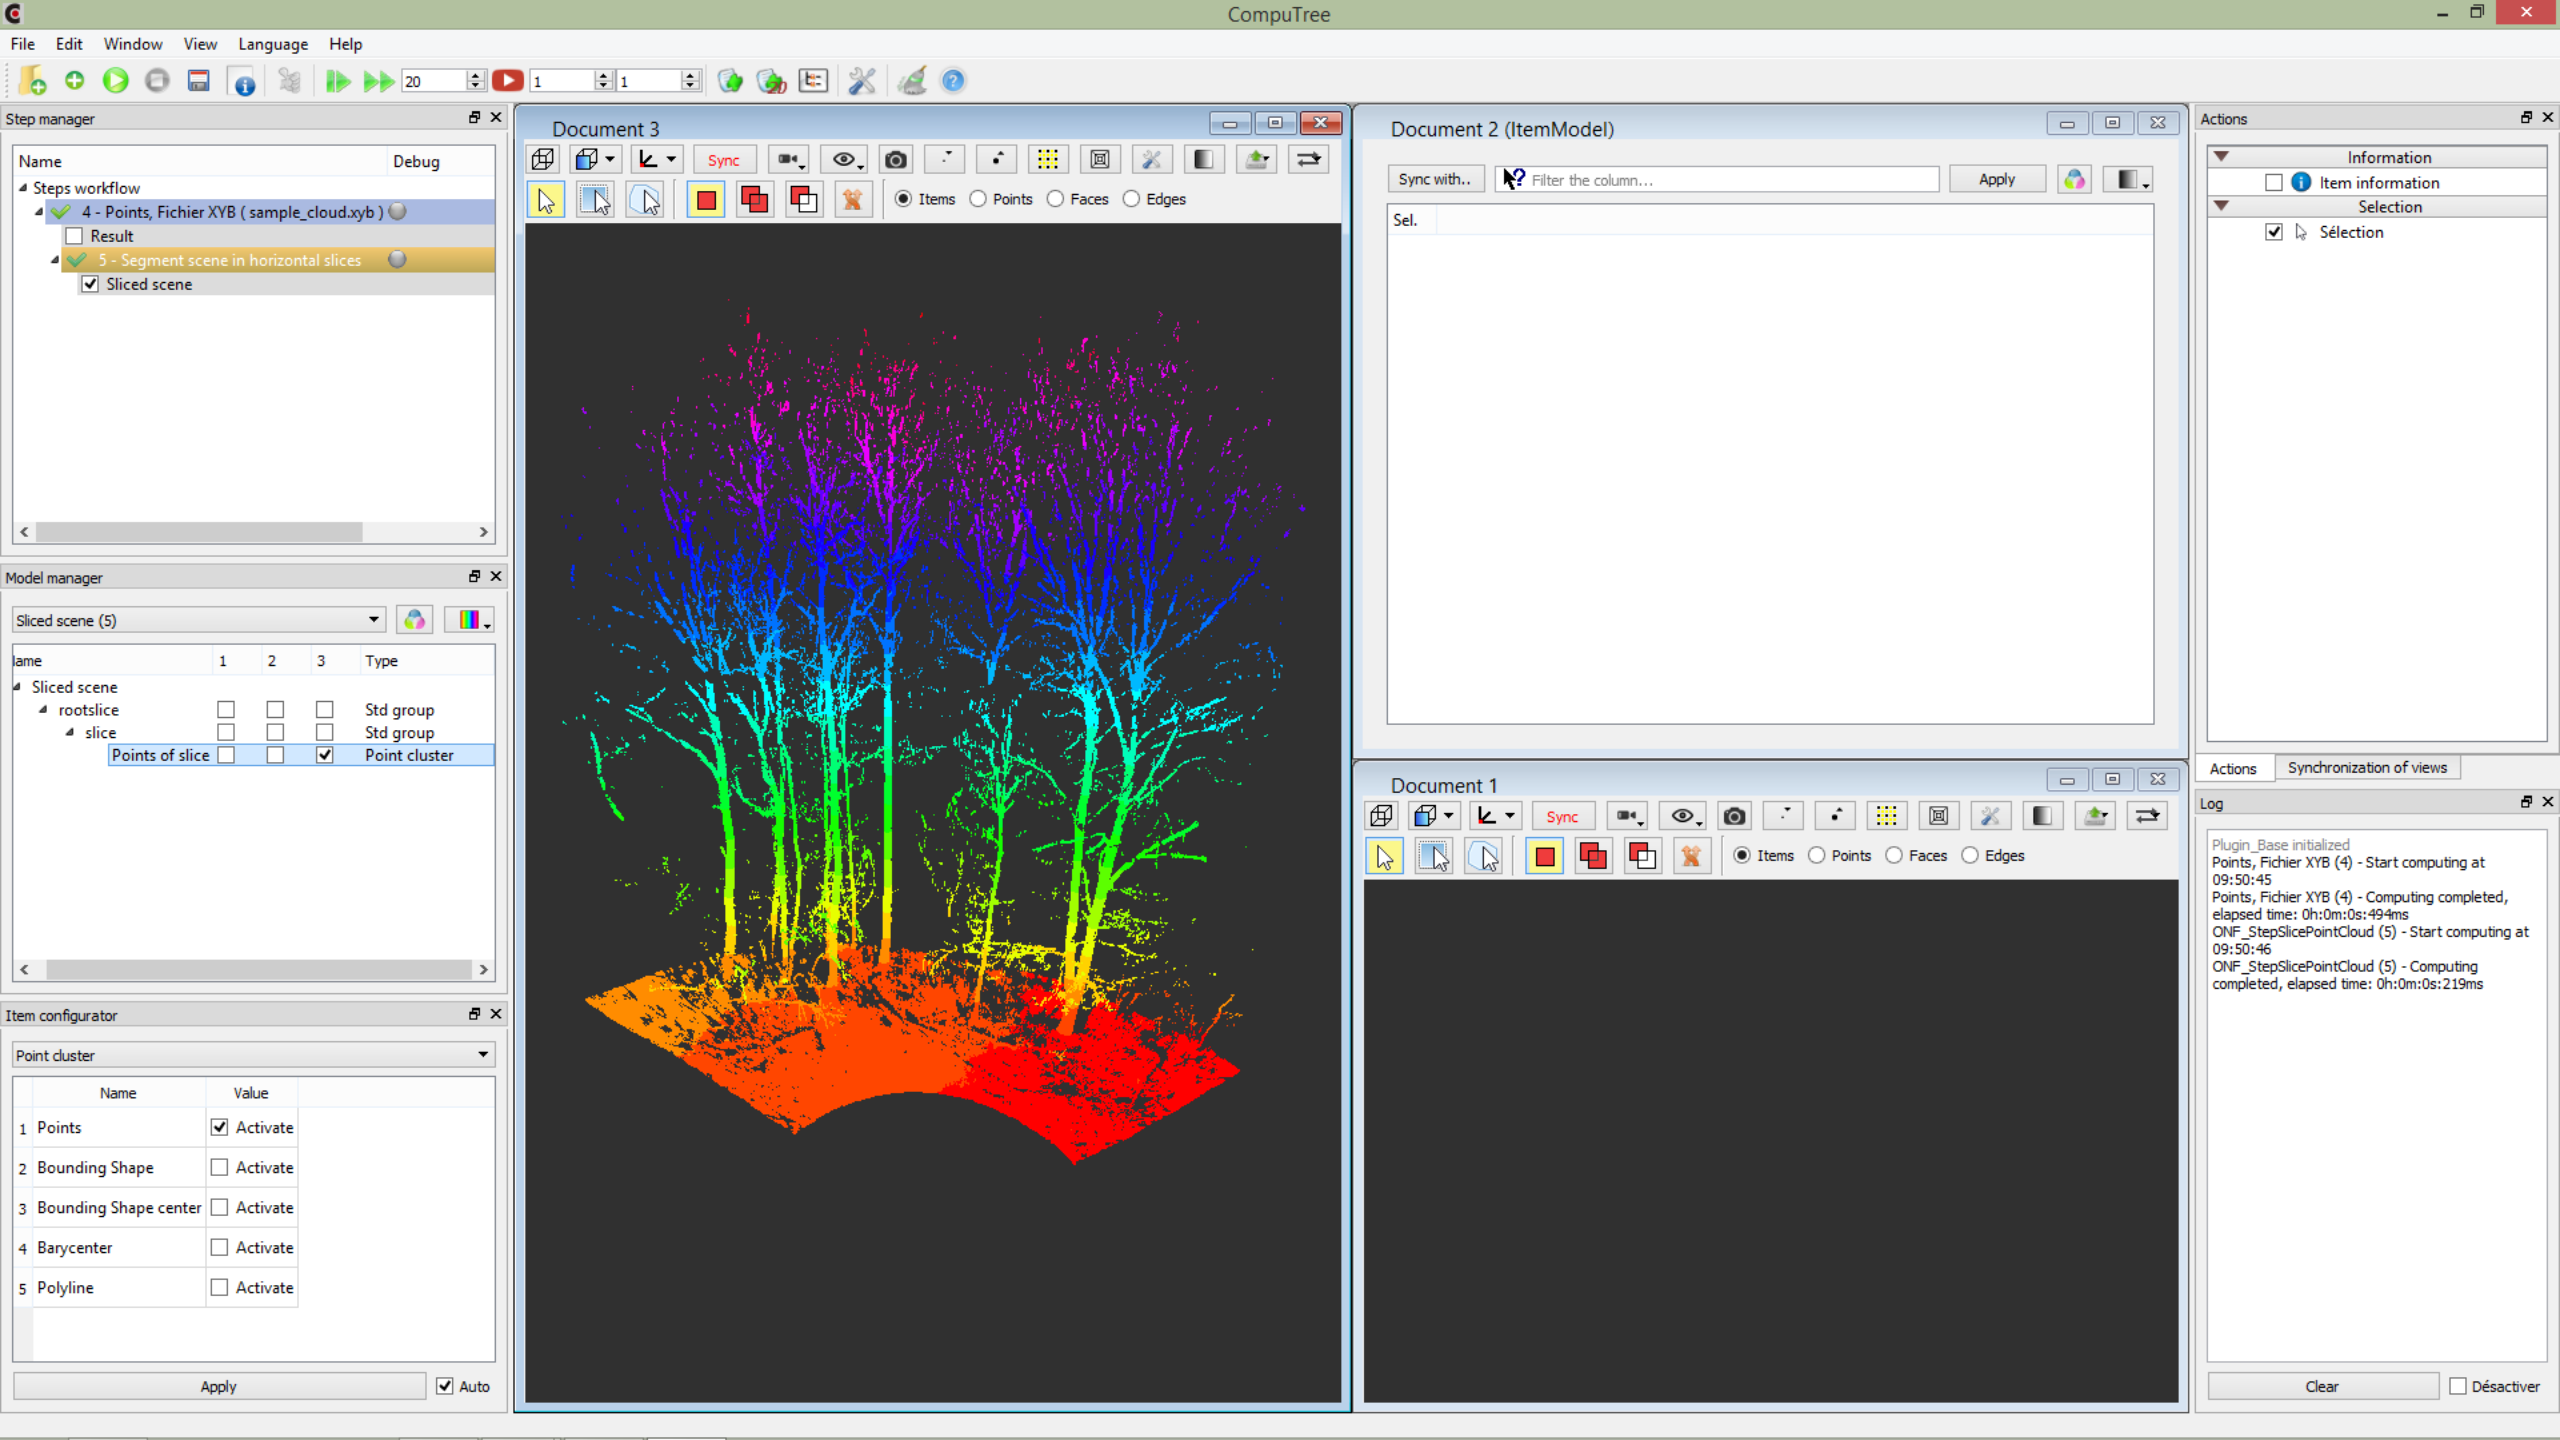 CompuTree
File Edit Window View Language Help
20 1 1
Step manager
Name Debug
Steps workflow
4 - Points, Fichier XYB ( sample_cloud.xyb )
Result
5 - Segment scene in horizontal slices
Sliced scene
Model manager
Sliced scene (5)
lame 1 2 3 Type
Sliced scene
rootslice Std group
slice Std group
Points of slice Point cluster
Item configurator
Point cluster
Name Value
1 Points Activate
2 Bounding Shape Activate
3 Bounding Shape center Activate
4 Barycenter Activate
5 Polyline Activate
Apply Auto
Document 3
Sync
Items Points Faces Edges
Document 2 (ItemModel)
Sync with.. Filter the column... Apply
Sel.
Document 1
Sync
Items Points Faces Edges
Actions
Information
Item information
Selection
Sélection
Actions Synchronization of views
Log
Plugin_Base initialized
Points, Fichier XYB (4) - Start computing at
09:50:45
Points, Fichier XYB (4) - Computing completed,
elapsed time: 0h:0m:0s:494ms
ONF_StepSlicePointCloud (5) - Start computing at
09:50:46
ONF_StepSlicePointCloud (5) - Computing
completed, elapsed time: 0h:0m:0s:219ms
Clear Désactiver